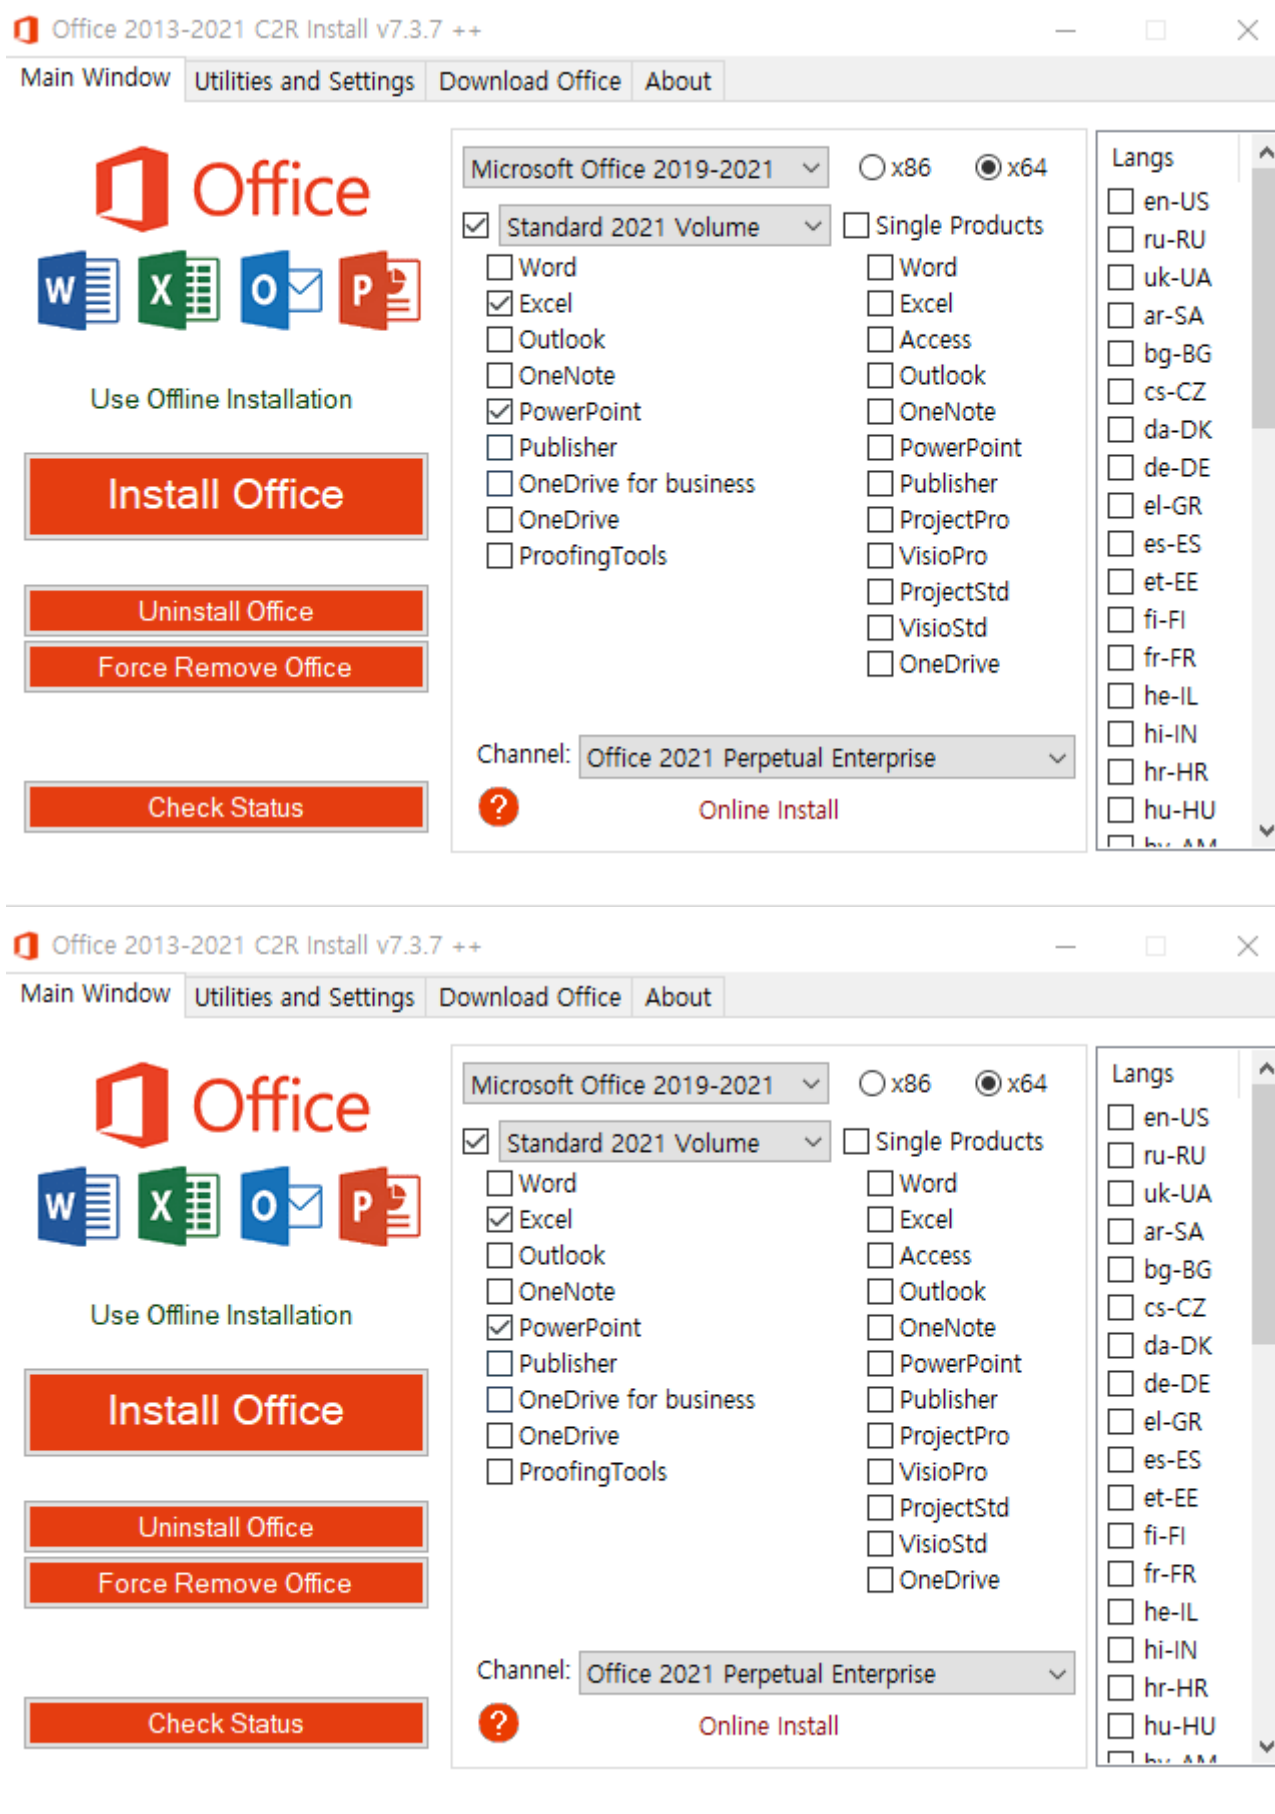 Office 2013-2021 C2R Install v7.3.7 ++
Main Window Utilities and Settings Download Office About
Office
W X O P
Use Offline Installation
Install Office
Uninstall Office
Force Remove Office
Check Status
Microsoft Office 2019-2021 x86 x64
Standard 2021 Volume Single Products
Word Word
Excel Excel
Outlook Access
OneNote Outlook
PowerPoint OneNote
Publisher PowerPoint
OneDrive for business Publisher
OneDrive ProjectPro
ProofingTools VisioPro
ProjectStd
VisioStd
OneDrive
Channel: Office 2021 Perpetual Enterprise
? Online Install
Langs
en-US
ru-RU
uk-UA
ar-SA
bg-BG
cs-CZ
da-DK
de-DE
el-GR
es-ES
et-EE
fi-FI
fr-FR
he-IL
hi-IN
hr-HR
hu-HU
hy-AM
Office 2013-2021 C2R Install v7.3.7 ++
Main Window Utilities and Settings Download Office About
Office
W X O P
Use Offline Installation
Install Office
Uninstall Office
Force Remove Office
Check Status
Microsoft Office 2019-2021 x86 x64
Standard 2021 Volume Single Products
Word Word
Excel Excel
Outlook Access
OneNote Outlook
PowerPoint OneNote
Publisher PowerPoint
OneDrive for business Publisher
OneDrive ProjectPro
ProofingTools VisioPro
ProjectStd
VisioStd
OneDrive
Channel: Office 2021 Perpetual Enterprise
? Online Install
Langs
en-US
ru-RU
uk-UA
ar-SA
bg-BG
cs-CZ
da-DK
de-DE
el-GR
es-ES
et-EE
fi-FI
fr-FR
he-IL
hi-IN
hr-HR
hu-HU
hy-AM